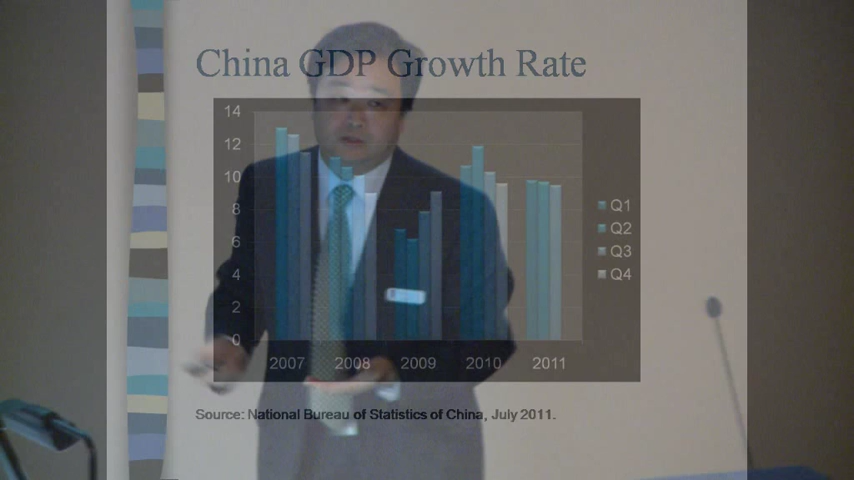 China GDP Growth Rate
14
12
10
8
6
4
2
0
2007 2008 2009 2010 2011
Q1
Q2
Q3
Q4
Source: National Bureau of Statistics of China, July 2011.